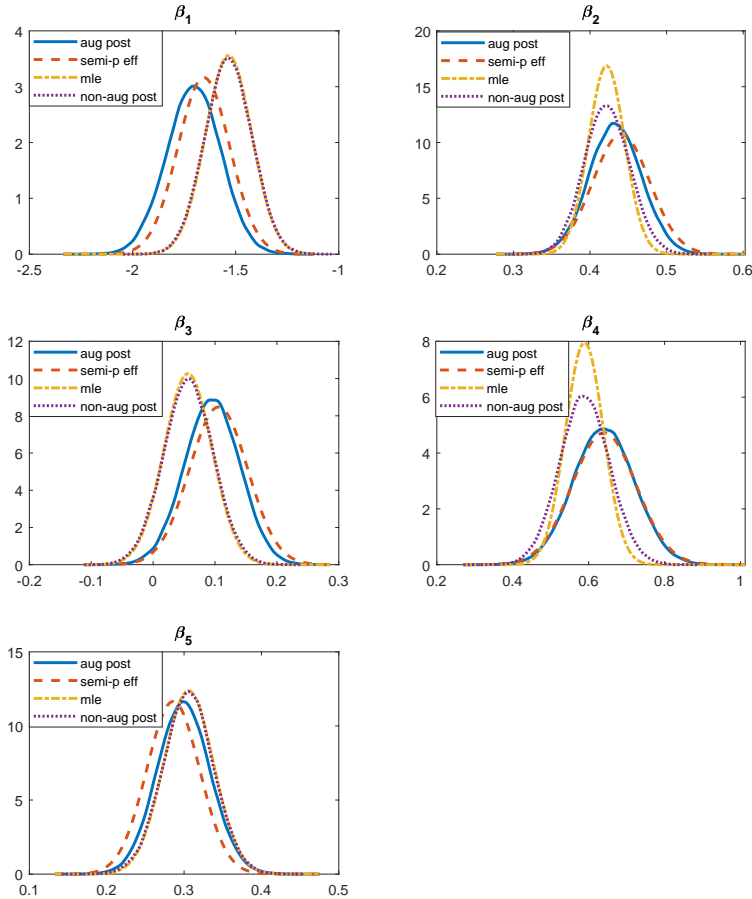 β1
4
3
2
1
0
-2.5 -2 -1.5 -1
aug post
semi-p eff
mle
non-aug post
β2
20
15
10
5
0
0.2 0.3 0.4 0.5 0.6
aug post
semi-p eff
mle
non-aug post
β3
12
10
8
6
4
2
0
-0.2 -0.1 0 0.1 0.2 0.3
aug post
semi-p eff
mle
non-aug post
β4
8
6
4
2
0
0.2 0.4 0.6 0.8 1
aug post
semi-p eff
mle
non-aug post
β5
15
10
5
0
0.1 0.2 0.3 0.4 0.5
aug post
semi-p eff
mle
non-aug post